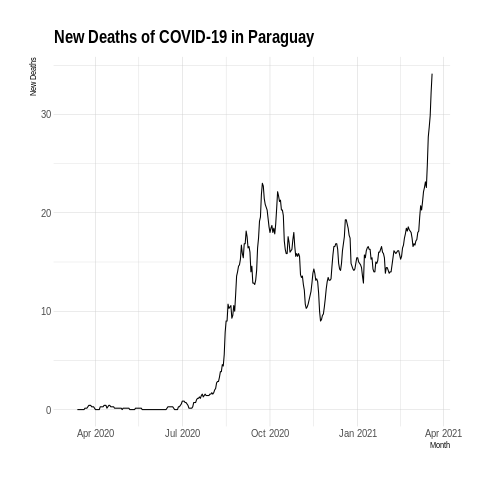 New Deaths of COVID-19 in Paraguay
New Deaths
30
20
10
0
Apr 2020 Jul 2020 Oct 2020 Jan 2021 Apr 2021
Month